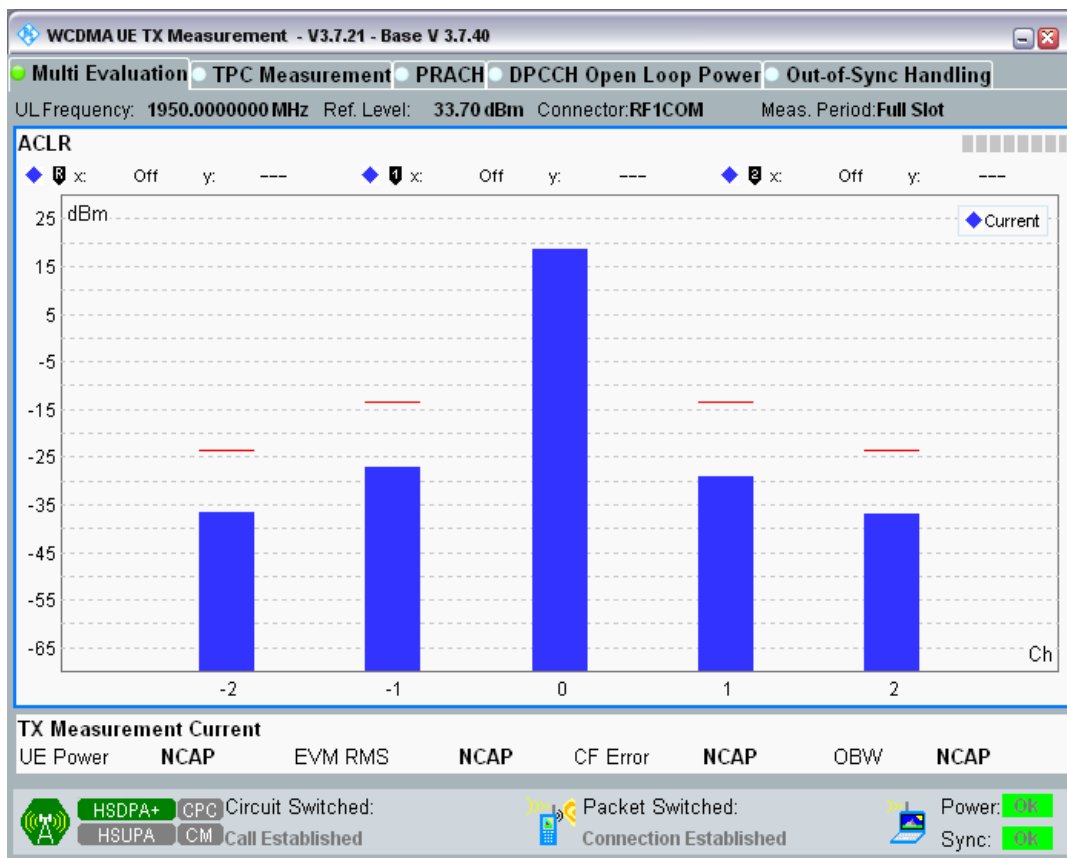 WCDMA UE TX Measurement - V3.7.21 - Base V 3.7.40
Multi Evaluation TPC Measurement PRACH DPCCH Open Loop Power Out-of-Sync Handling
UL Frequency: 1950.0000000 MHz Ref. Level: 33.70 dBm Connector:RF1COM Meas. Period:Full Slot
ACLR
R x: Off y: --- 1 x: Off y: --- 2 x: Off y: ---
dBm
Current
25
15
5
-5
-15
-25
-35
-45
-55
-65
Ch
-2 -1 0 1 2
TX Measurement Current
UE Power NCAP EVM RMS NCAP CF Error NCAP OBW NCAP
HSDPA+ CPC Circuit Switched: Packet Switched: Power: Ok
HSUPA CM Call Established Connection Established Sync: Ok